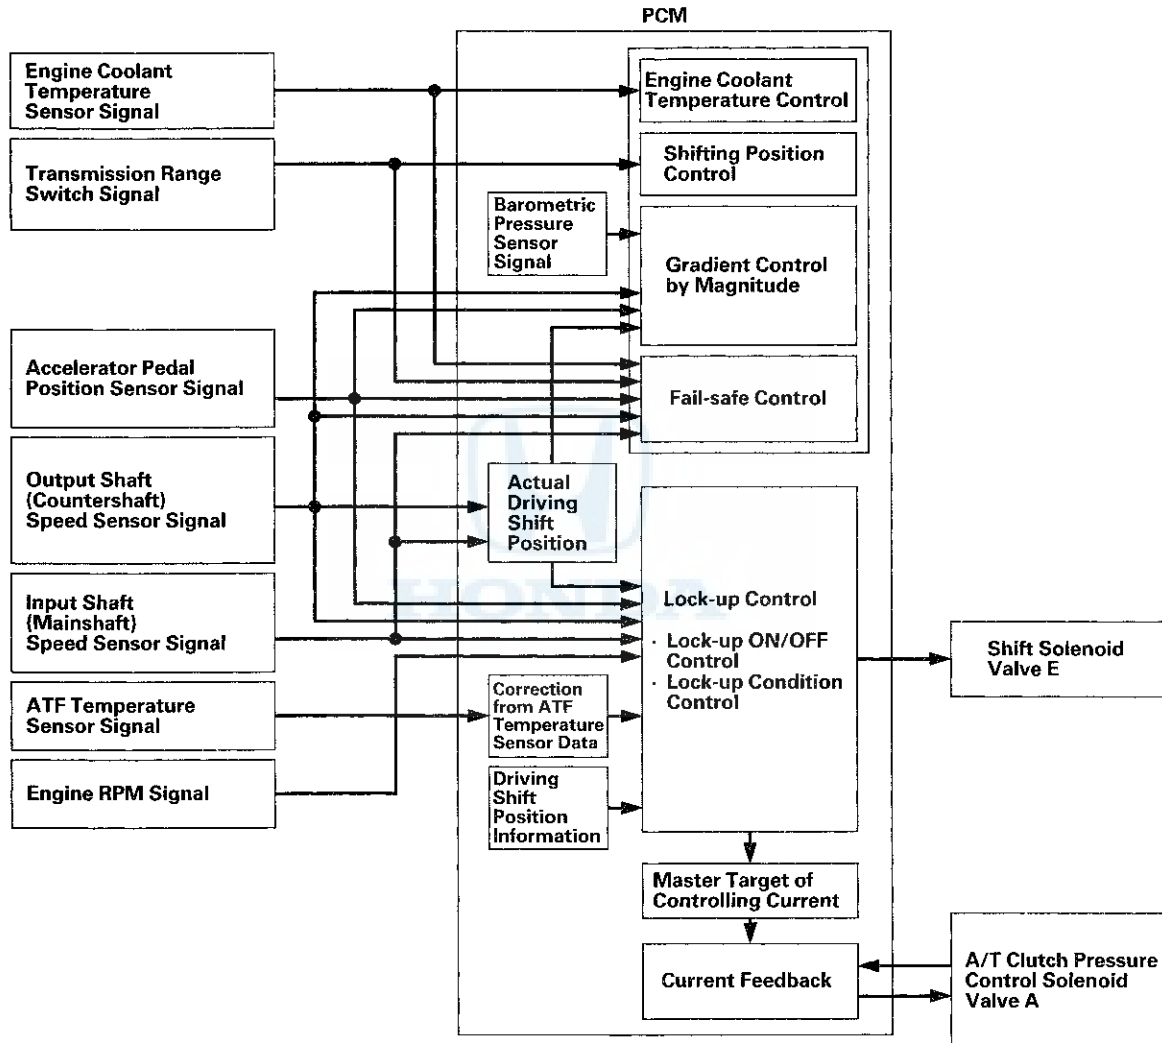 PCM
Engine Coolant
Temperature
Sensor Signal
Transmission Range
Switch Signal
Accelerator Pedal
Position Sensor Signal
Output Shaft
(Countershaft)
Speed Sensor Signal
Input Shaft
(Mainshaft)
Speed Sensor Signal
ATF Temperature
Sensor Signal
Engine RPM Signal
Barometric
Pressure
Sensor
Signal
Actual
Driving
Shift
Position
Correction
from ATF
Temperature
Sensor Data
Driving
Shift
Position
Information
Engine Coolant
Temperature Control
Shifting Position
Control
Gradient Control
by Magnitude
Fail-safe Control
Lock-up Control
· Lock-up ON/OFF
Control
· Lock-up Condition
Control
Master Target of
Controlling Current
Current Feedback
Shift Solenoid
Valve E
A/T Clutch Pressure
Control Solenoid
Valve A
HONDA